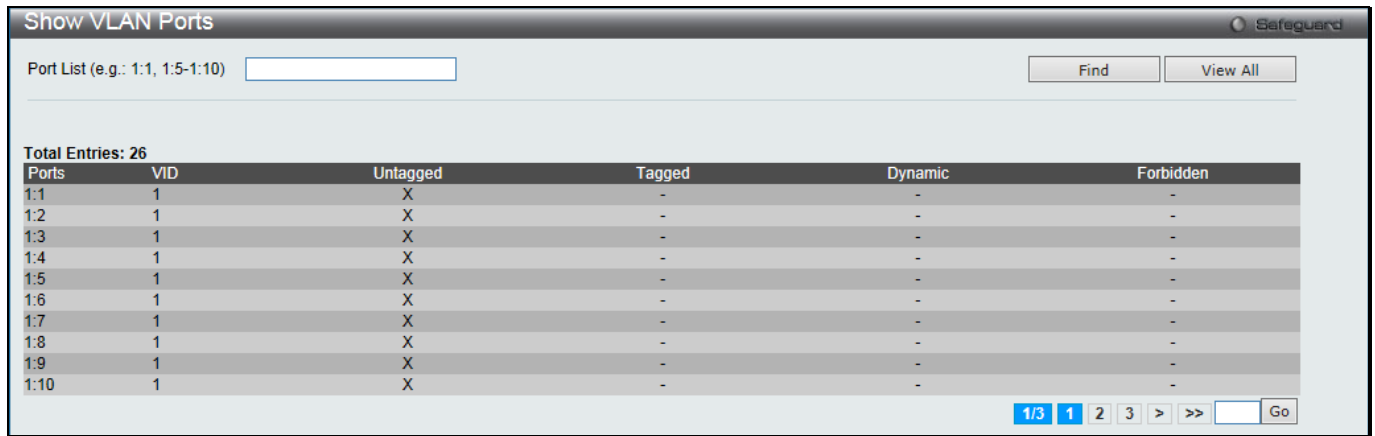 Show VLAN Ports
Safeguard
Port List (e.g.: 1:1, 1:5-1:10)
Find View All
Total Entries: 26
Ports VID Untagged Tagged Dynamic Forbidden
1:1 1 X - - -
1:2 1 X - - -
1:3 1 X - - -
1:4 1 X - - -
1:5 1 X - - -
1:6 1 X - - -
1:7 1 X - - -
1:8 1 X - - -
1:9 1 X - - -
1:10 1 X - - -
1/3 1 2 3 > >> Go